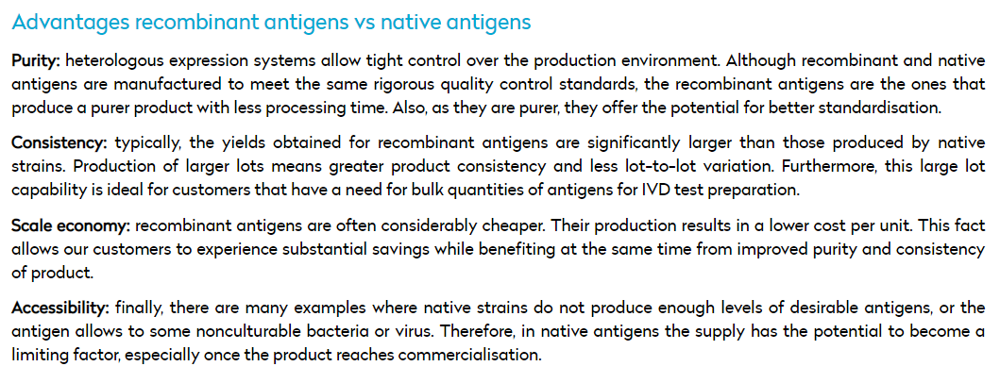 Advantages recombinant antigens vs native antigens
Purity: heterologous expression systems allow tight control over the production environment. Although recombinant and native
antigens are manufactured to meet the same rigorous quality control standards, the recombinant antigens are the ones that
produce a purer product with less processing time. Also, as they are purer, they offer the potential for better standardisation.
Consistency: typically, the yields obtained for recombinant antigens are significantly larger than those produced by native
strains. Production of larger lots means greater product consistency and less lot-to-lot variation. Furthermore, this large lot
capability is ideal for customers that have a need for bulk quantities of antigens for IVD test preparation.
Scale economy: recombinant antigens are often considerably cheaper. Their production results in a lower cost per unit. This fact
allows our customers to experience substantial savings while benefiting at the same time from improved purity and consistency
of product.
Accessibility: finally, there are many examples where native strains do not produce enough levels of desirable antigens, or the
antigen allows to some nonculturable bacteria or virus. Therefore, in native antigens the supply has the potential to become a
limiting factor, especially once the product reaches commercialisation.